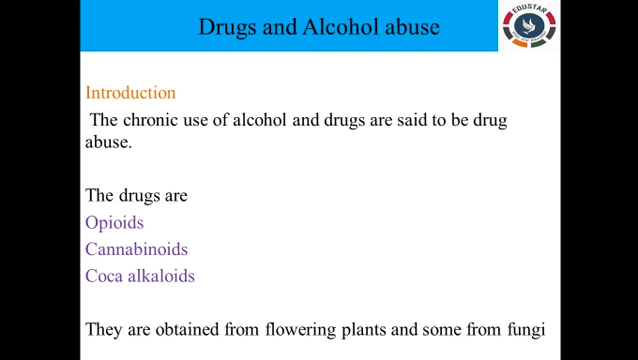 Drugs and Alcohol abuse
EDUSTAR
Introduction
The chronic use of alcohol and drugs are said to be drug
abuse.
The drugs are
Opioids
Cannabinoids
Coca alkaloids
They are obtained from flowering plants and some from fungi